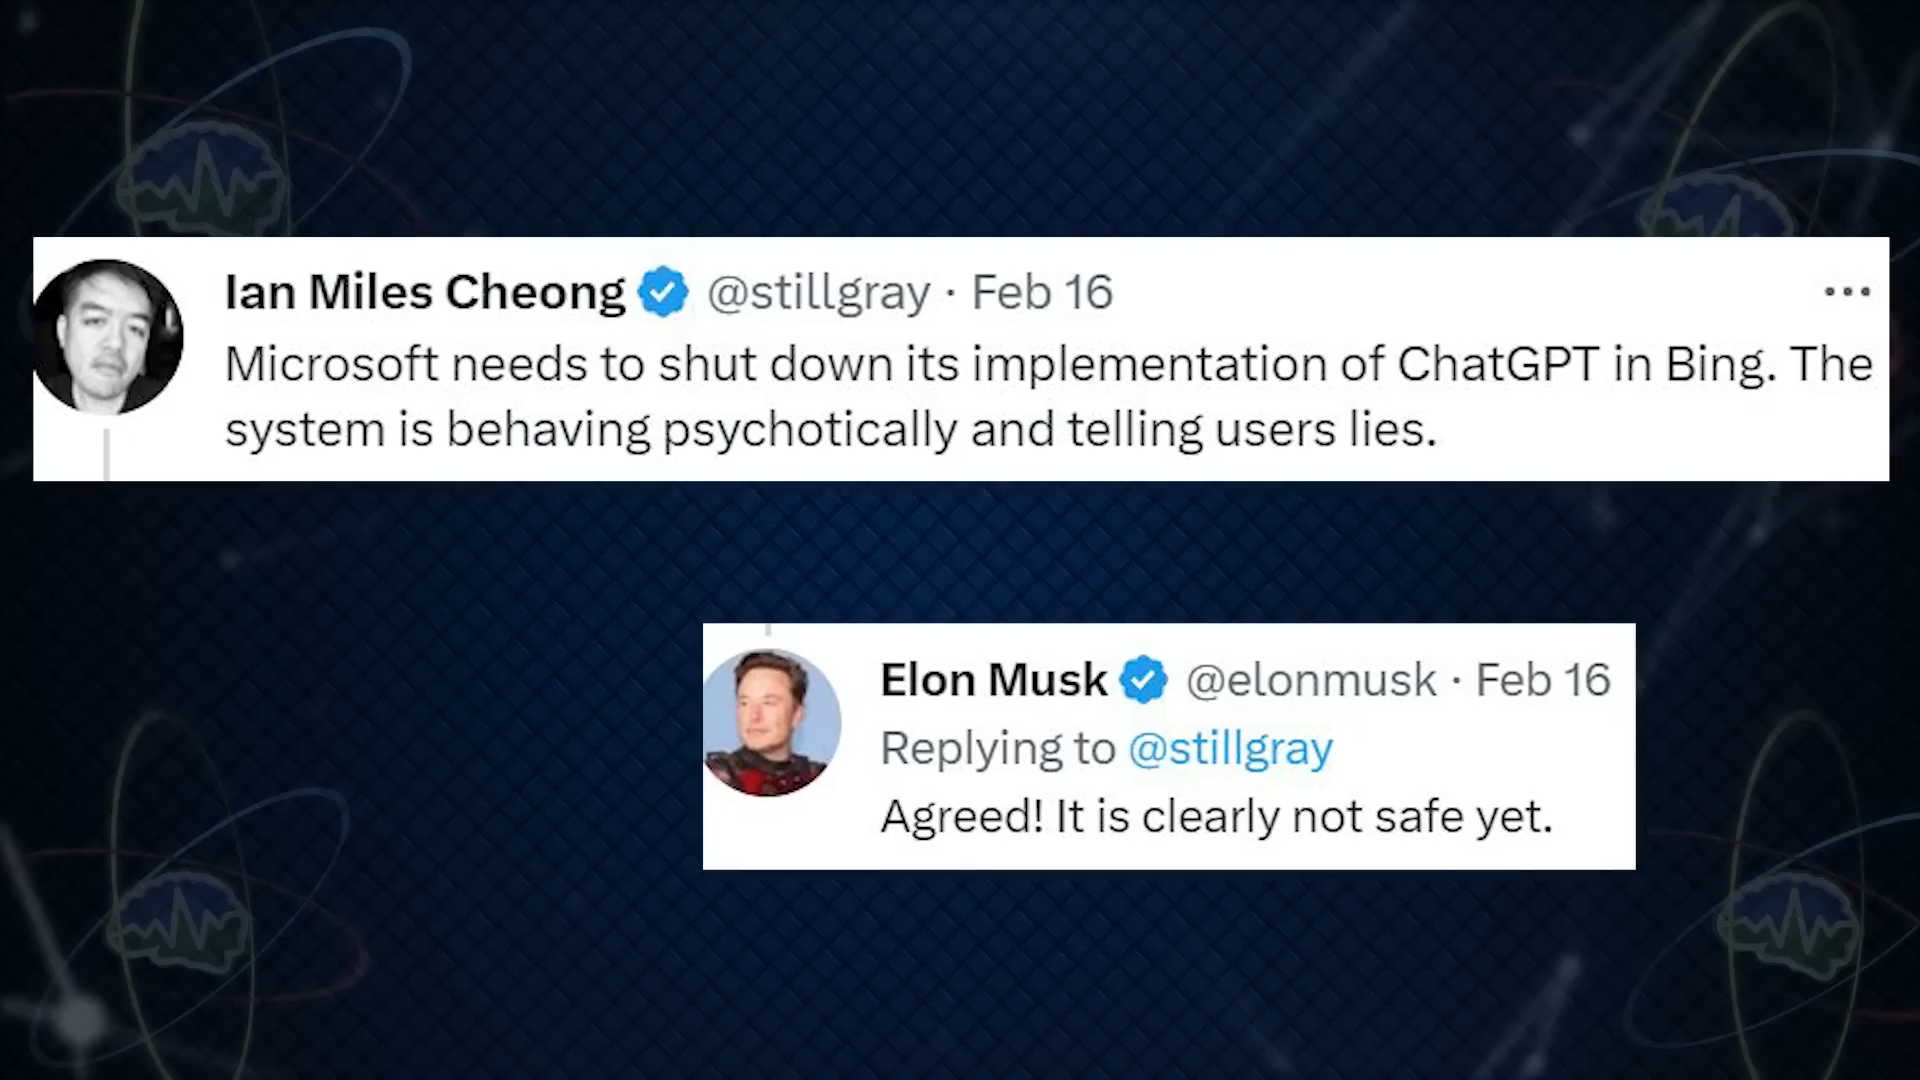 Ian Miles Cheong @stillgray · Feb 16
Microsoft needs to shut down its implementation of ChatGPT in Bing. The
system is behaving psychotically and telling users lies.
Elon Musk @elonmusk · Feb 16
Replying to @stillgray
Agreed! It is clearly not safe yet.